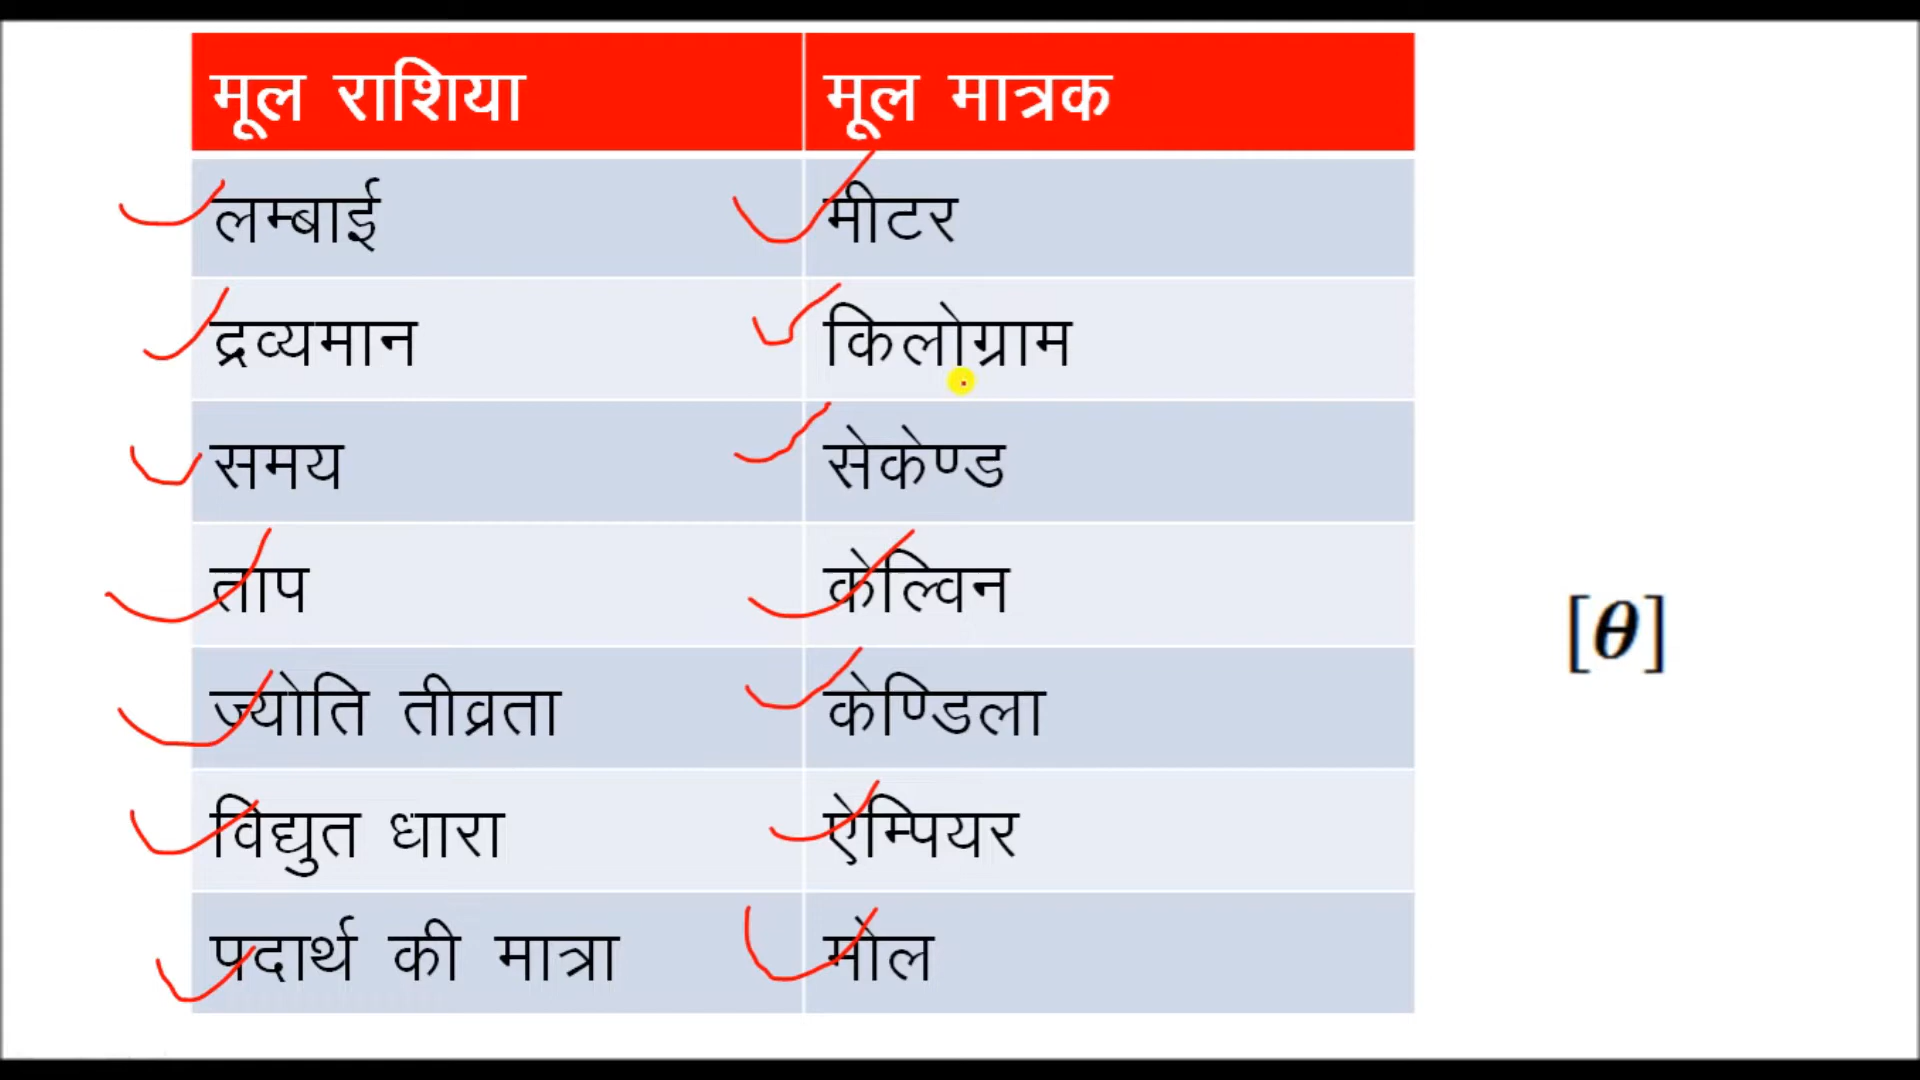 मूल राशिया मूल मात्रक
लम्बाई मीटर
द्रव्यमान किलोग्राम
समय सेकेण्ड
ताप केल्विन
[θ]
ज्योति तीव्रता केण्डिला
विद्युत धारा ऐम्पियर
पदार्थ की मात्रा मोल